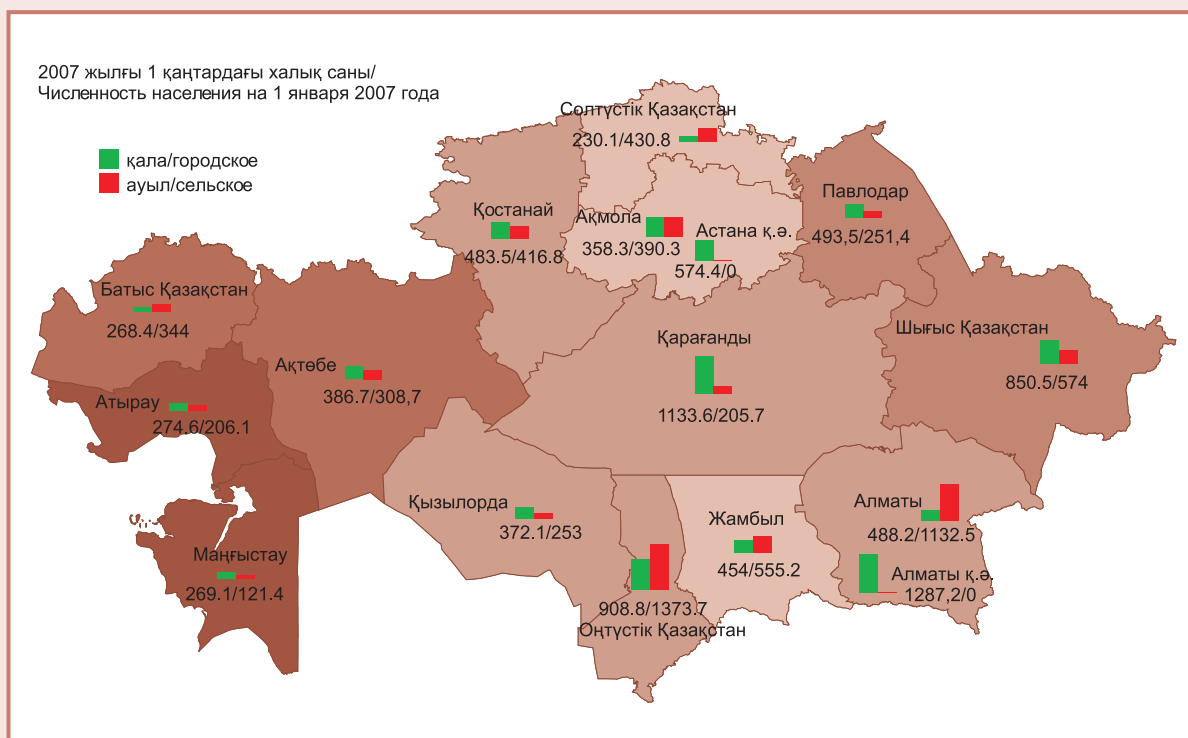 2007 жылғы 1 қаңтардағы халық саны/
Численность населения на 1 января 2007 года
қала/городское
ауыл/сельское
Солтүстік Қазақстан
230.1/430.8
Қостанай
483.5/416.8
Ақмола
358.3/390.3
Астана қ.ә.
574.4/0
Павлодар
493,5/251,4
Батыс Қазақстан
268.4/344
Ақтөбе
386.7/308,7
Атырау
274.6/206.1
Қарағанды
1133.6/205.7
Шығыс Қазақстан
850.5/574
Маңғыстау
269.1/121.4
Қызылорда
372.1/253
908.8/1373.7
Оңтүстік Қазақстан
Жамбыл
454/555.2
Алматы
488.2/1132.5
Алматы қ.ә.
1287,2/0